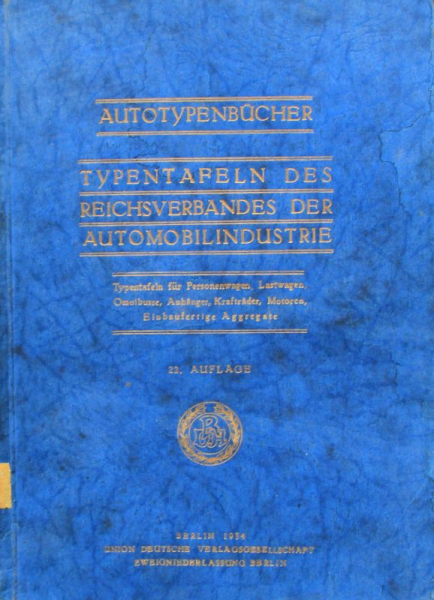 AUTOTYPENBÜCHER
TYPENTAFELN DES
REICHSVERBANDES DER
AUTOMOBILINDUSTRIE
Typentafeln für Personenwagen, Lastwagen,
Omnibusse, Anhänger, Krafträder, Motoren,
Einbaufertige Aggregate
22. AUFLAGE
BERLIN 1934
UNION DEUTSCHE VERLAGSGESELLSCHAFT
ZWEIGNIEDERLASSUNG BERLIN